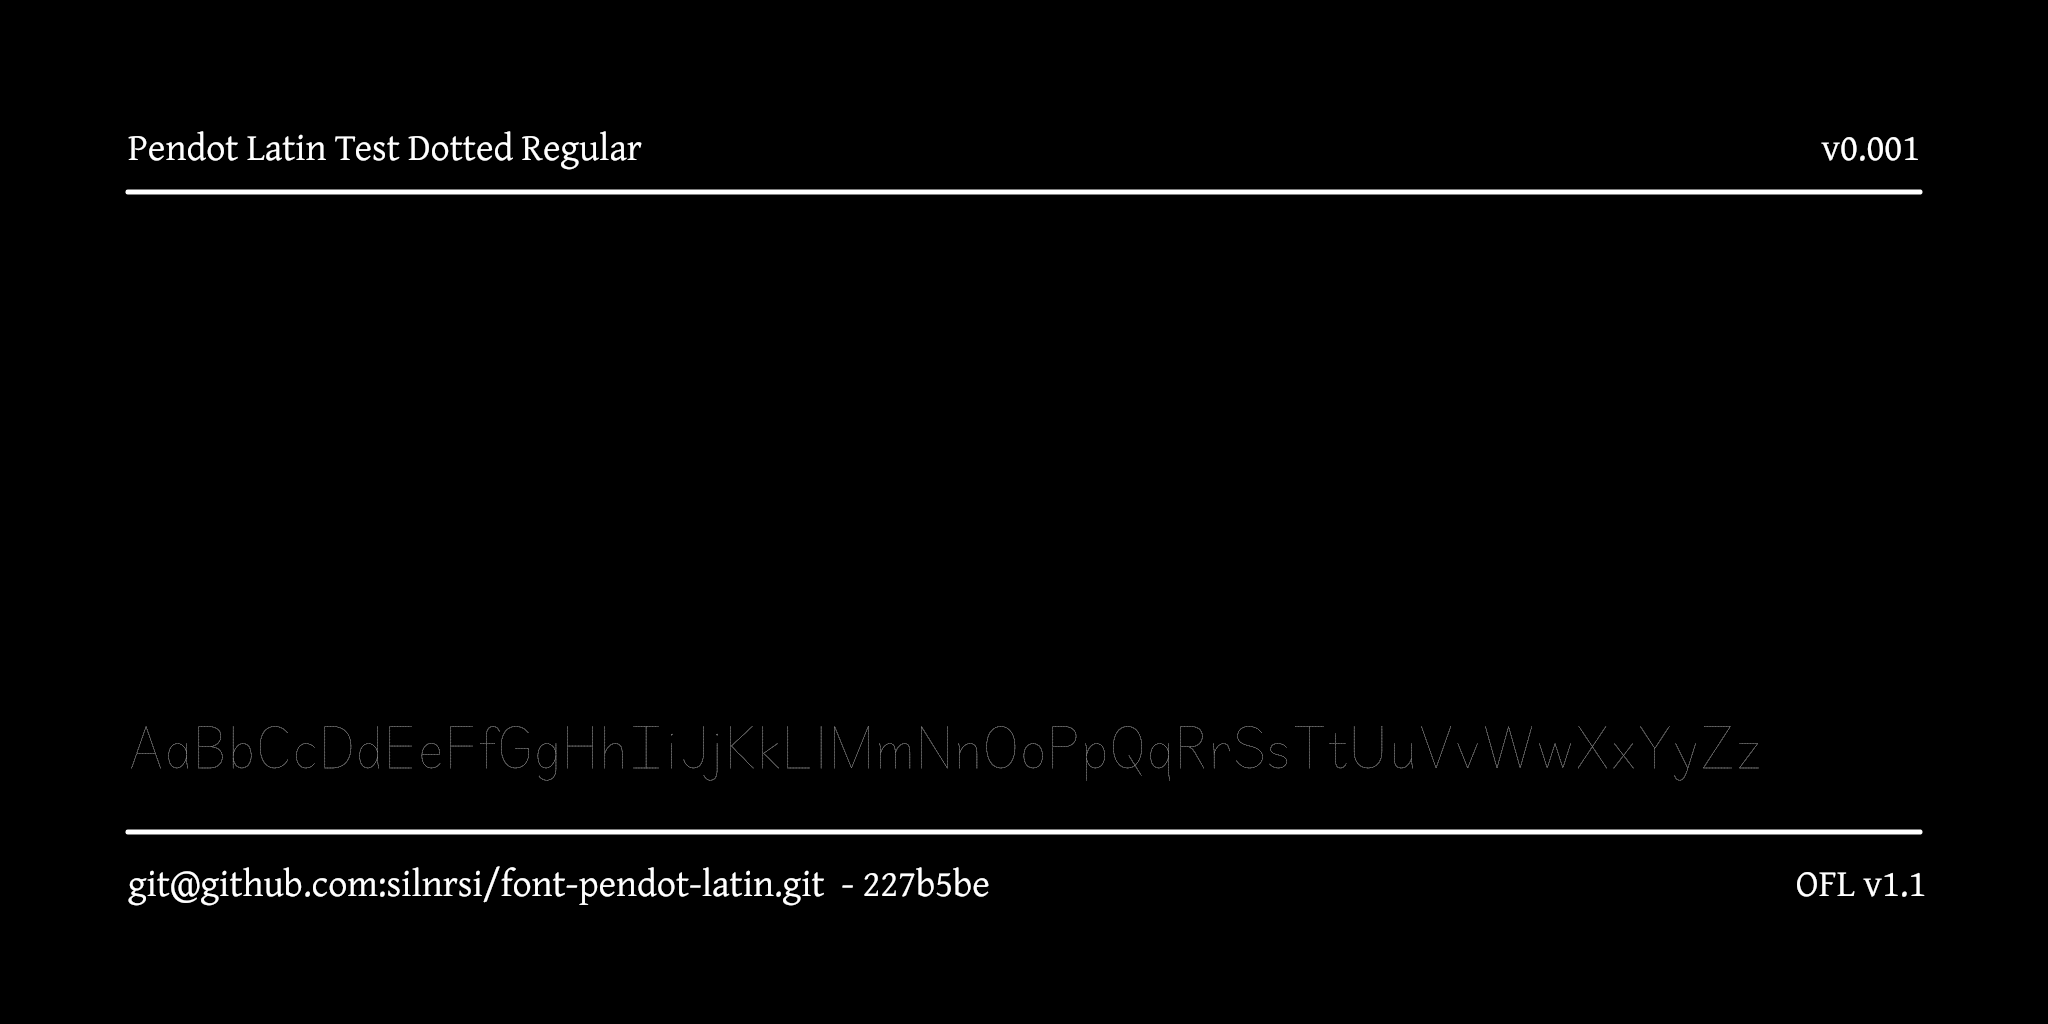 Pendot Latin Test Dotted Regular
v0.001
AaBbCcDdEeFfGgHhIiJjKkLlMmNnOoPpQqRrSsTtUuVvWwXxYyZz
git@github.com:silnrsi/font-pendot-latin.git - 227b5be
OFL v1.1